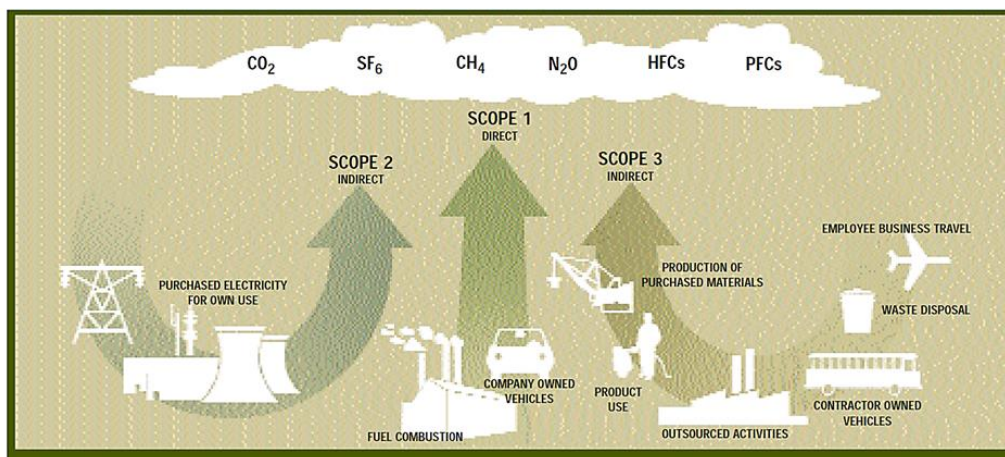 CO₂ SF₆ CH₄ N₂O HFCs PFCs
SCOPE 1
DIRECT
SCOPE 2
INDIRECT
SCOPE 3
INDIRECT
EMPLOYEE BUSINESS TRAVEL
PURCHASED ELECTRICITY
FOR OWN USE
PRODUCTION OF
PURCHASED MATERIALS
WASTE DISPOSAL
COMPANY OWNED
VEHICLES
PRODUCT
USE
CONTRACTOR OWNED
VEHICLES
FUEL COMBUSTION
OUTSOURCED ACTIVITIES